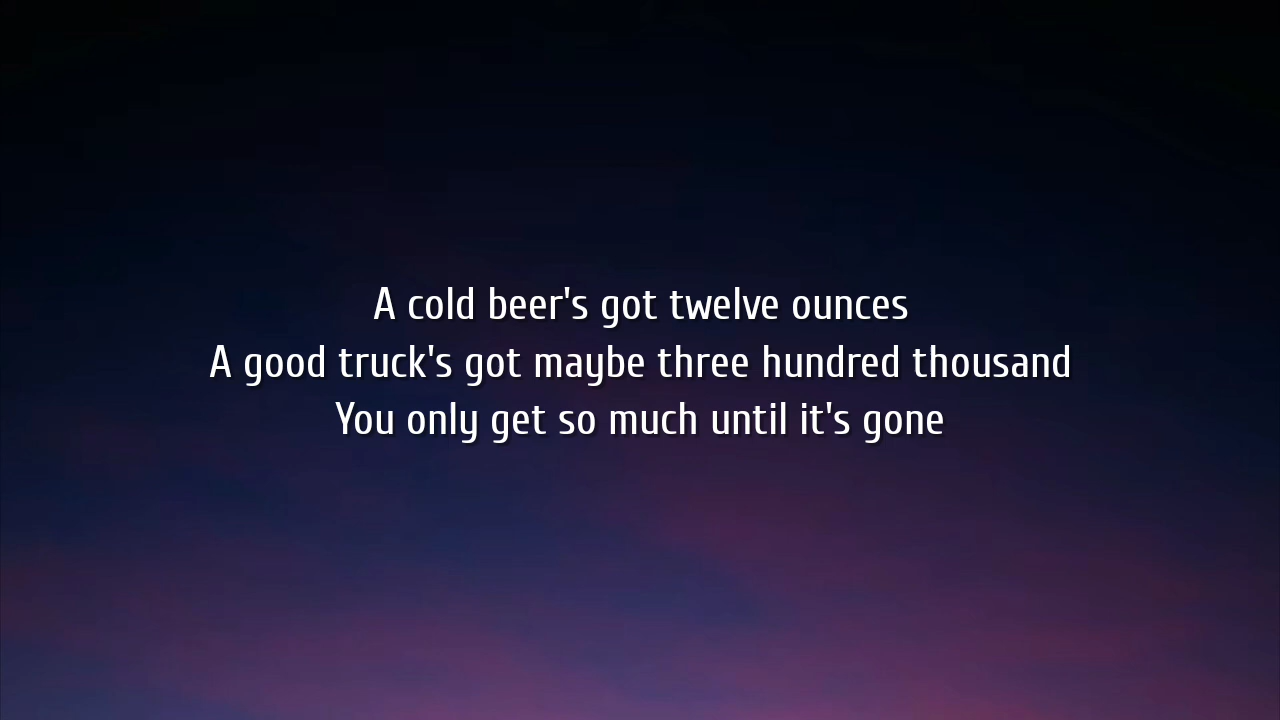 A cold beer's got twelve ounces
A good truck's got maybe three hundred thousand
You only get so much until it's gone